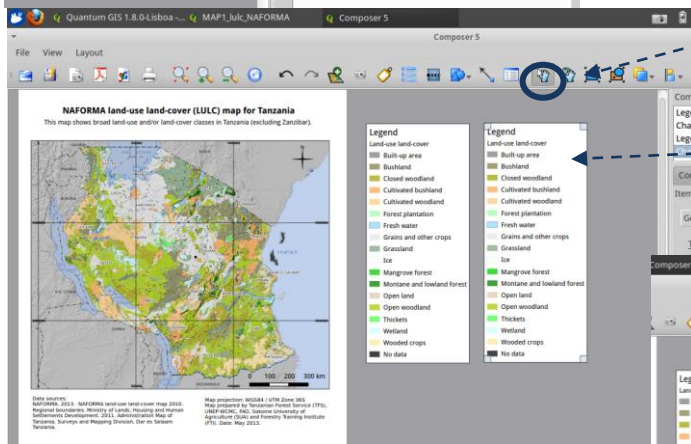 Quantum GIS 1.8.0-Lisboa -... MAP1_lulc_NAFORMA Composer 5
Composer 5
File View Layout
NAFORMA land-use land-cover (LULC) map for Tanzania
This map shows broad land-use and/or land-cover classes in Tanzania (excluding Zanzibar).
0 100 200 300 km
Data sources:
NAFORMA, 2013. NAFORMA land-use land-cover map 2010.
Regional boundaries: Ministry of Lands, Housing and Human
Settlements Development. 2011. Administration Map of
Tanzania. Surveys and Mapping Division, Dar es Salaam
Tanzania.
Map projection: WGS84 / UTM Zone 36S
Map prepared by Tanzanian Forest Service (TFS),
UNEP-WCMC, FAO, Sokoine University of
Agriculture (SUA) and Forestry Training Institute
(FTI). Date: May 2013.
Legend
Land-use land-cover
Built-up area
Bushland
Closed woodland
Cultivated bushland
Cultivated woodland
Forest plantation
Fresh water
Grains and other crops
Grassland
Ice
Mangrove forest
Montane and lowland forest
Open land
Open woodland
Thickets
Wetland
Wooded crops
No data
Legend
Land-use land-cover
Built-up area
Bushland
Closed woodland
Cultivated bushland
Cultivated woodland
Forest plantation
Fresh water
Grains and other crops
Grassland
Ice
Mangrove forest
Montane and lowland forest
Open land
Open woodland
Thickets
Wetland
Wooded crops
No data
Com
Lege
Cha
Lege
Co
Item
Ge
Composer
Leg
Lan